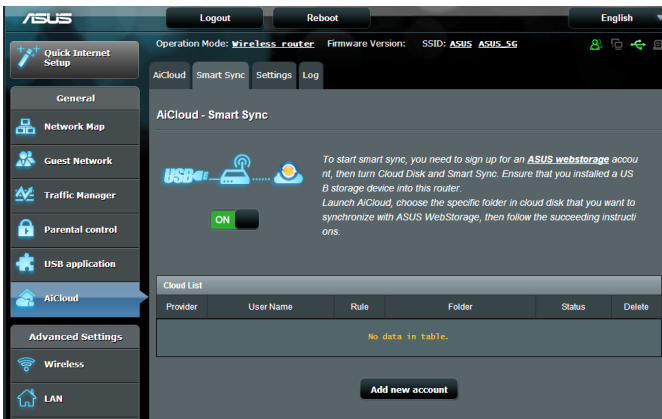 ASUS
Logout
Reboot
English
Quick Internet
Setup
Operation Mode: Wireless router Firmware Version: SSID: ASUS ASUS_5G
AiCloud
Smart Sync
Settings
Log
General
Network Map
Guest Network
Traffic Manager
Parental control
USB application
AiCloud
Advanced Settings
Wireless
LAN
AiCloud - Smart Sync
USB
ON
To start smart sync, you need to sign up for an ASUS webstorage accou
nt, then turn Cloud Disk and Smart Sync. Ensure that you installed a US
B storage device into this router.
Launch AiCloud, choose the specific folder in cloud disk that you want to
synchronize with ASUS WebStorage, then follow the succeeding instructi
ons.
Cloud List
Provider User Name Rule Folder Status Delete
No data in table.
Add new account